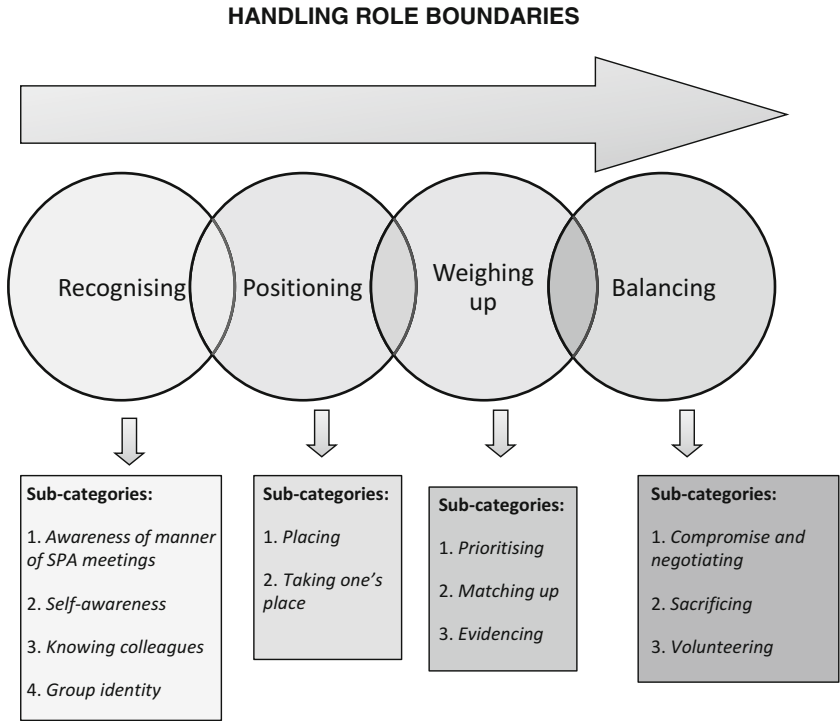 HANDLING ROLE BOUNDARIES
Recognising
Positioning
Weighing
up
Balancing
Sub-categories:
1. Awareness of manner
of SPA meetings
2. Self-awareness
3. Knowing colleagues
4. Group identity
Sub-categories:
1. Placing
2. Taking one's
place
Sub-categories:
1. Prioritising
2. Matching up
3. Evidencing
Sub-categories:
1. Compromise and
negotiating
2. Sacrificing
3. Volunteering